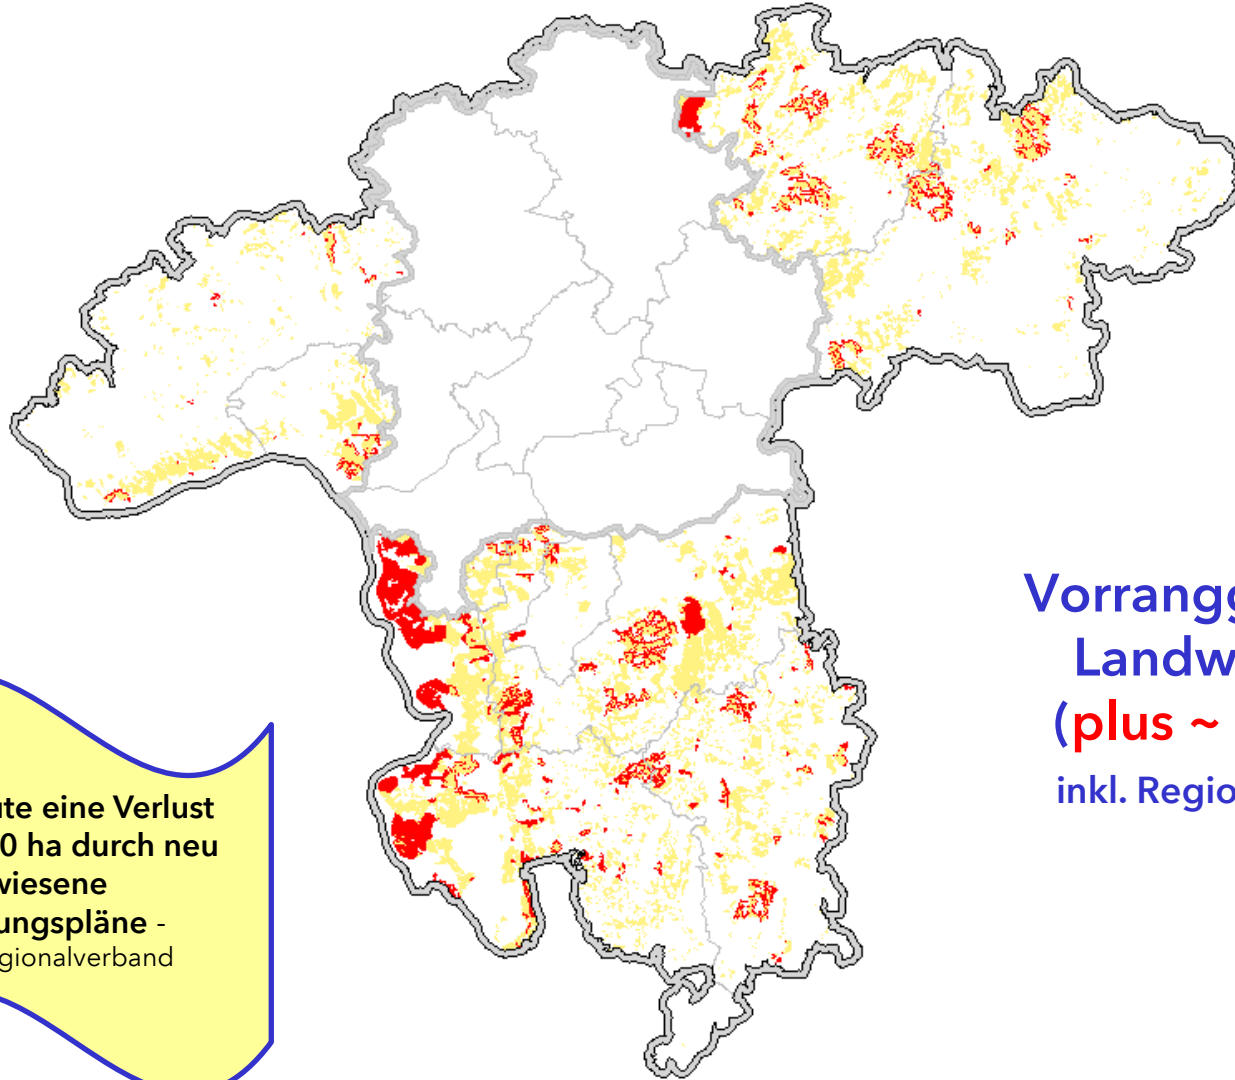 Vorrangg
Landw
(plus ~
inkl. Regio
ute eine Verlust
0 ha durch neu
wiesene
ungspläne -
gionalverband